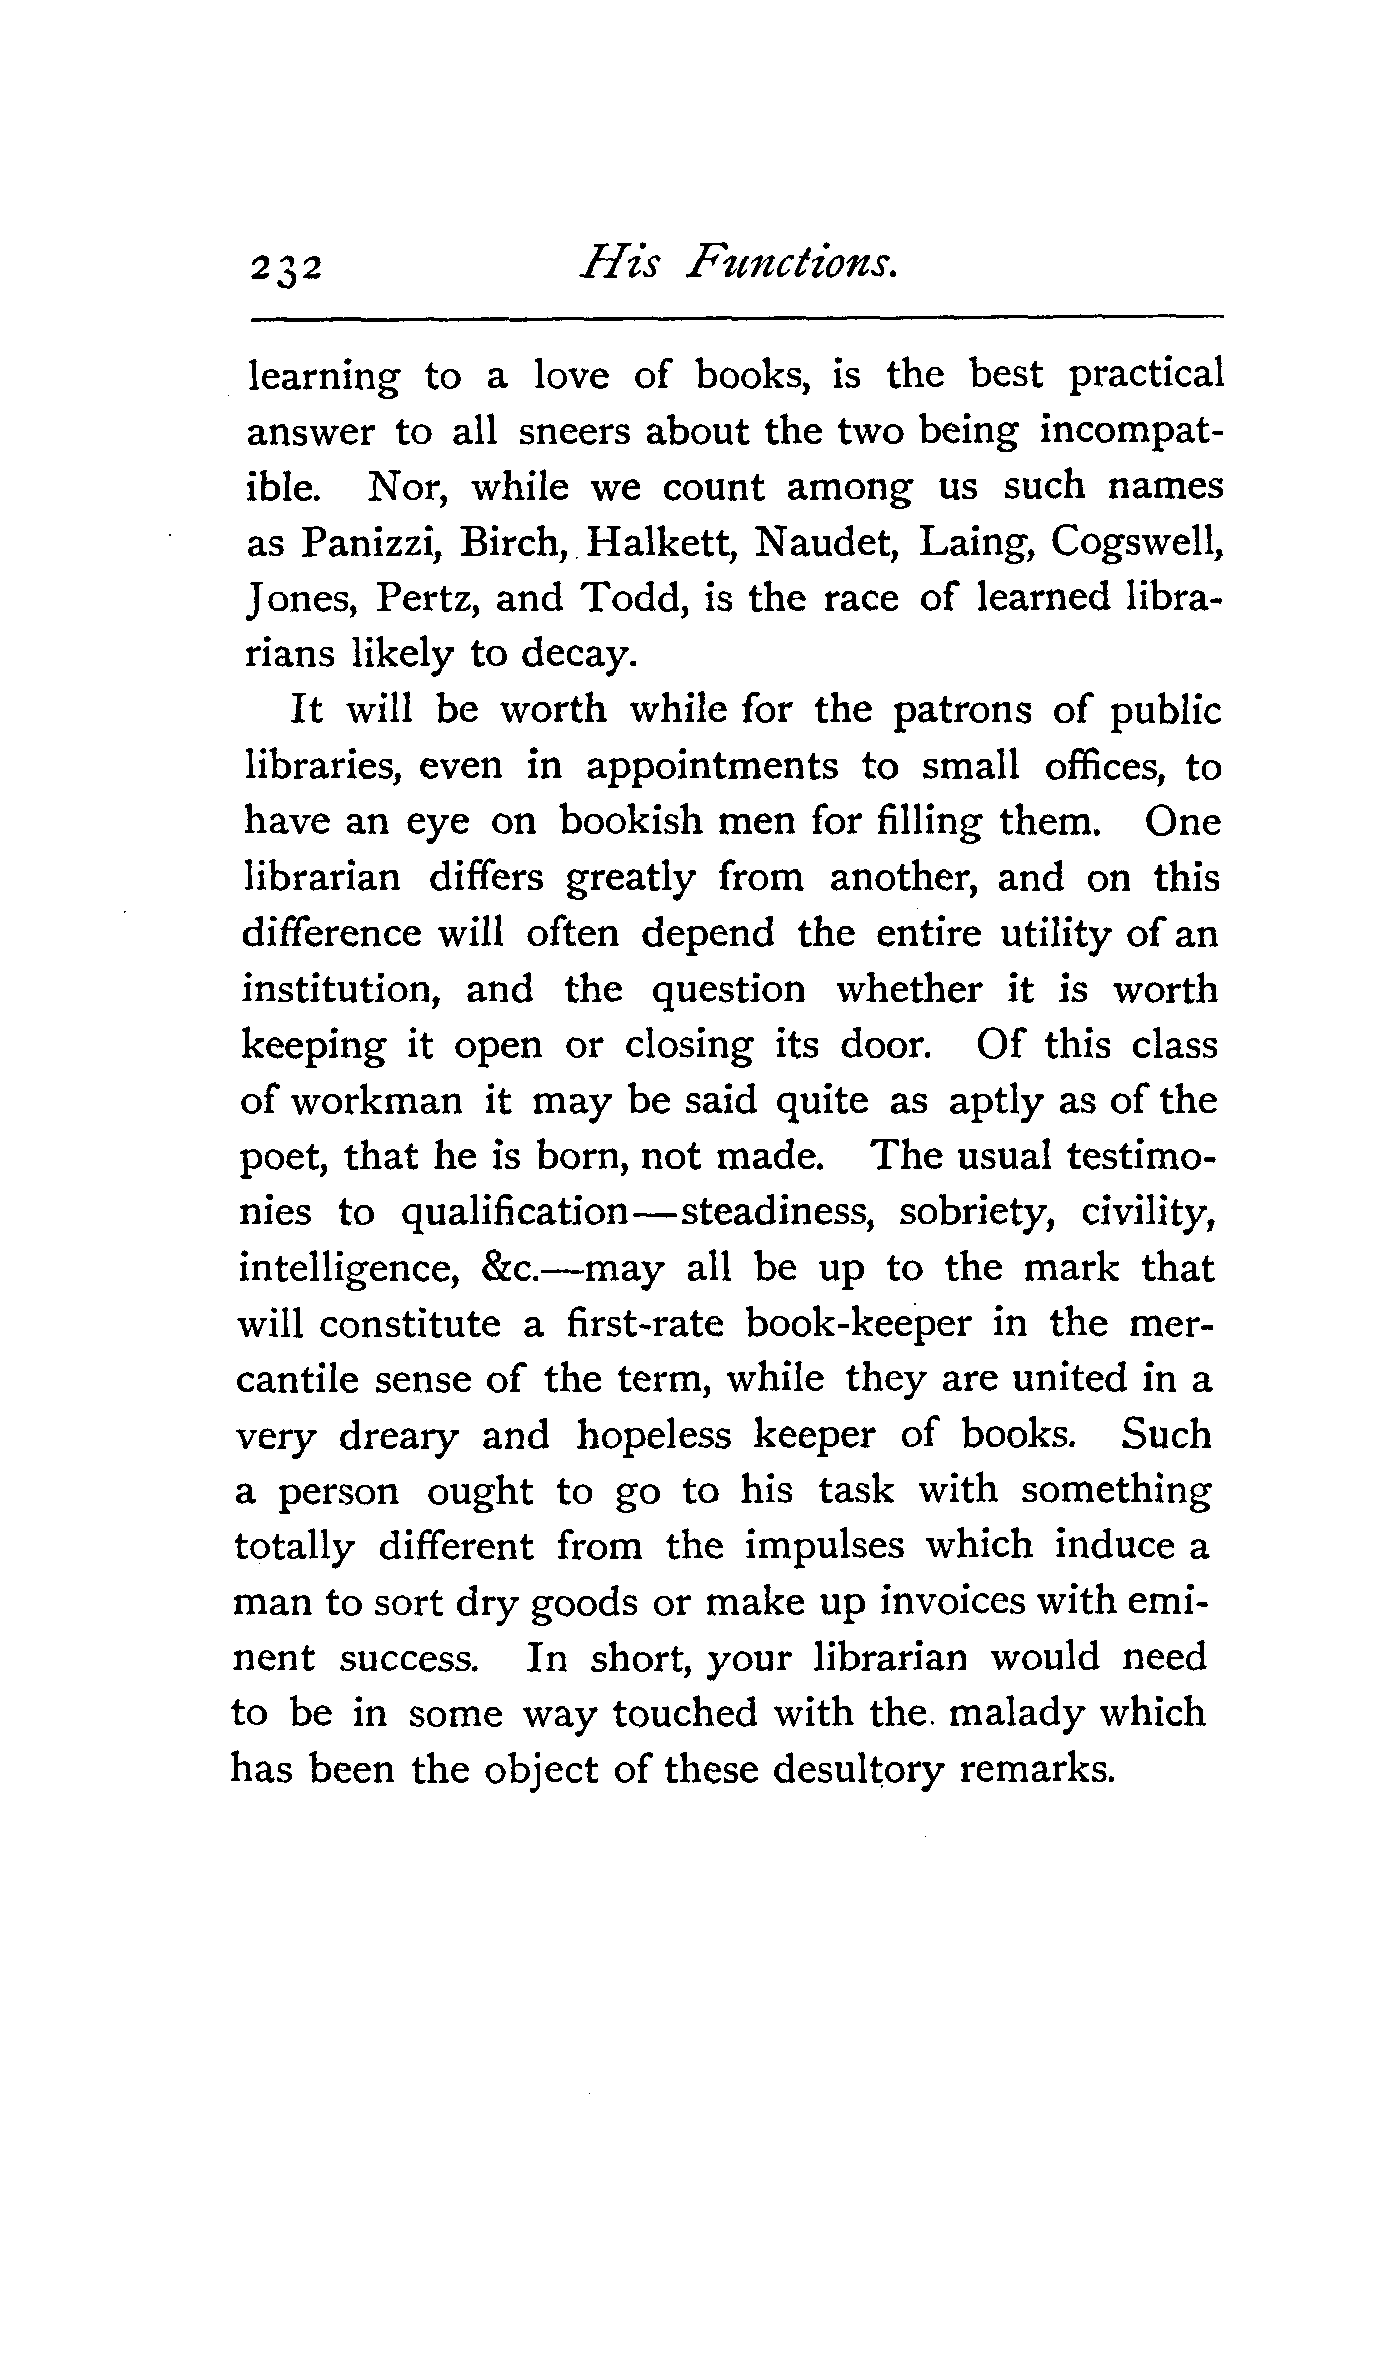 232 His Functions.
learning to a love of books, is the best practical
answer to all sneers about the two being incompat-
ible. Nor, while we count among us such names
as Panizzi, Birch, Halkett, Naudet, Laing, Cogswell,
Jones, Pertz, and Todd, is the race of learned libra-
rians likely to decay.
It will be worth while for the patrons of public
libraries, even in appointments to small offices, to
have an eye on bookish men for filling them. One
librarian differs greatly from another, and on this
difference will often depend the entire utility of an
institution, and the question whether it is worth
keeping it open or closing its door. Of this class
of workman it may be said quite as aptly as of the
poet, that he is born, not made. The usual testimo-
nies to qualification—steadiness, sobriety, civility,
intelligence, &c.—may all be up to the mark that
will constitute a first-rate book-keeper in the mer-
cantile sense of the term, while they are united in a
very dreary and hopeless keeper of books. Such
a person ought to go to his task with something
totally different from the impulses which induce a
man to sort dry goods or make up invoices with emi-
nent success. In short, your librarian would need
to be in some way touched with the malady which
has been the object of these desultory remarks.